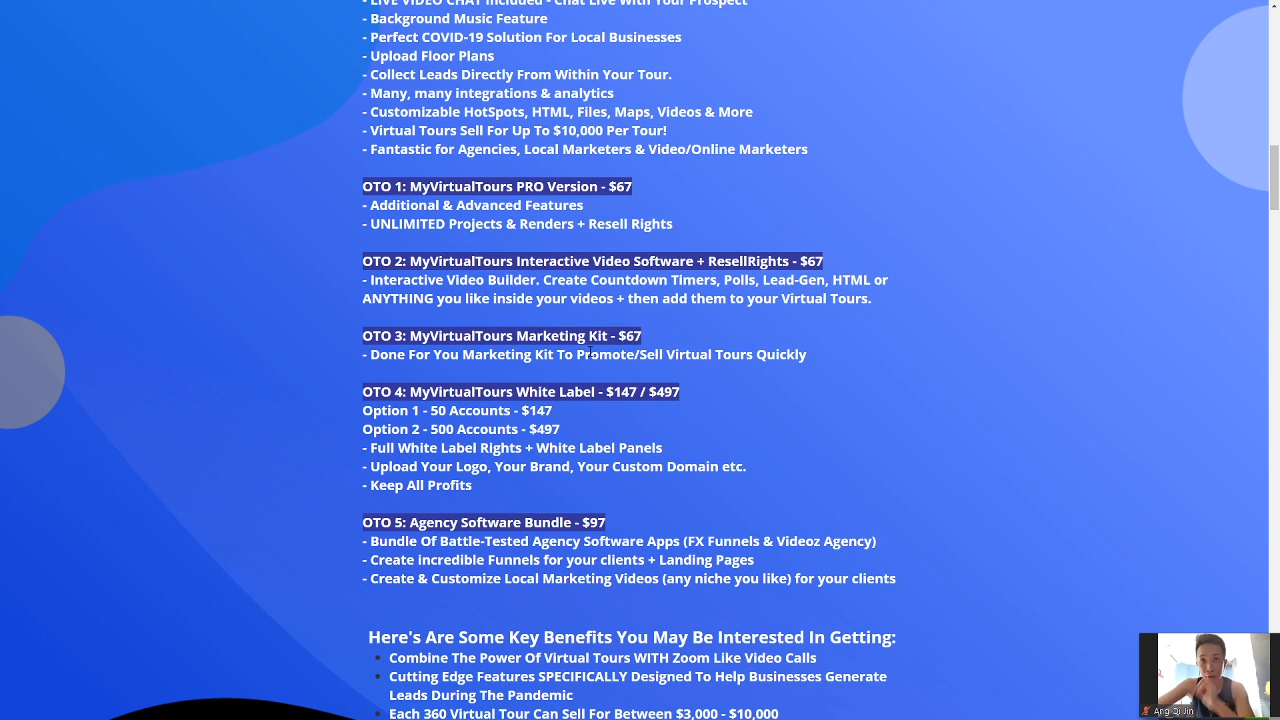 - LIVE VIDEO CHAT Included - Chat Live With Your Prospect
- Background Music Feature
- Perfect COVID-19 Solution For Local Businesses
- Upload Floor Plans
- Collect Leads Directly From Within Your Tour.
- Many, many integrations & analytics
- Customizable HotSpots, HTML, Files, Maps, Videos & More
- Virtual Tours Sell For Up To $10,000 Per Tour!
- Fantastic for Agencies, Local Marketers & Video/Online Marketers
OTO 1: MyVirtualTours PRO Version - $67
- Additional & Advanced Features
- UNLIMITED Projects & Renders + Resell Rights
OTO 2: MyVirtualTours Interactive Video Software + ResellRights - $67
- Interactive Video Builder. Create Countdown Timers, Polls, Lead-Gen, HTML or
ANYTHING you like inside your videos + then add them to your Virtual Tours.
OTO 3: MyVirtualTours Marketing Kit - $67
- Done For You Marketing Kit To Promote/Sell Virtual Tours Quickly
OTO 4: MyVirtualTours White Label - $147 / $497
Option 1 - 50 Accounts - $147
Option 2 - 500 Accounts - $497
- Full White Label Rights + White Label Panels
- Upload Your Logo, Your Brand, Your Custom Domain etc.
- Keep All Profits
OTO 5: Agency Software Bundle - $97
- Bundle Of Battle-Tested Agency Software Apps (FX Funnels & Videoz Agency)
- Create incredible Funnels for your clients + Landing Pages
- Create & Customize Local Marketing Videos (any niche you like) for your clients
Here's Are Some Key Benefits You May Be Interested In Getting:
Combine The Power Of Virtual Tours WITH Zoom Like Video Calls
Cutting Edge Features SPECIFICALLY Designed To Help Businesses Generate
Leads During The Pandemic
Each 360 Virtual Tour Can Sell For Between $3,000 - $10,000
Ang Qi Jin